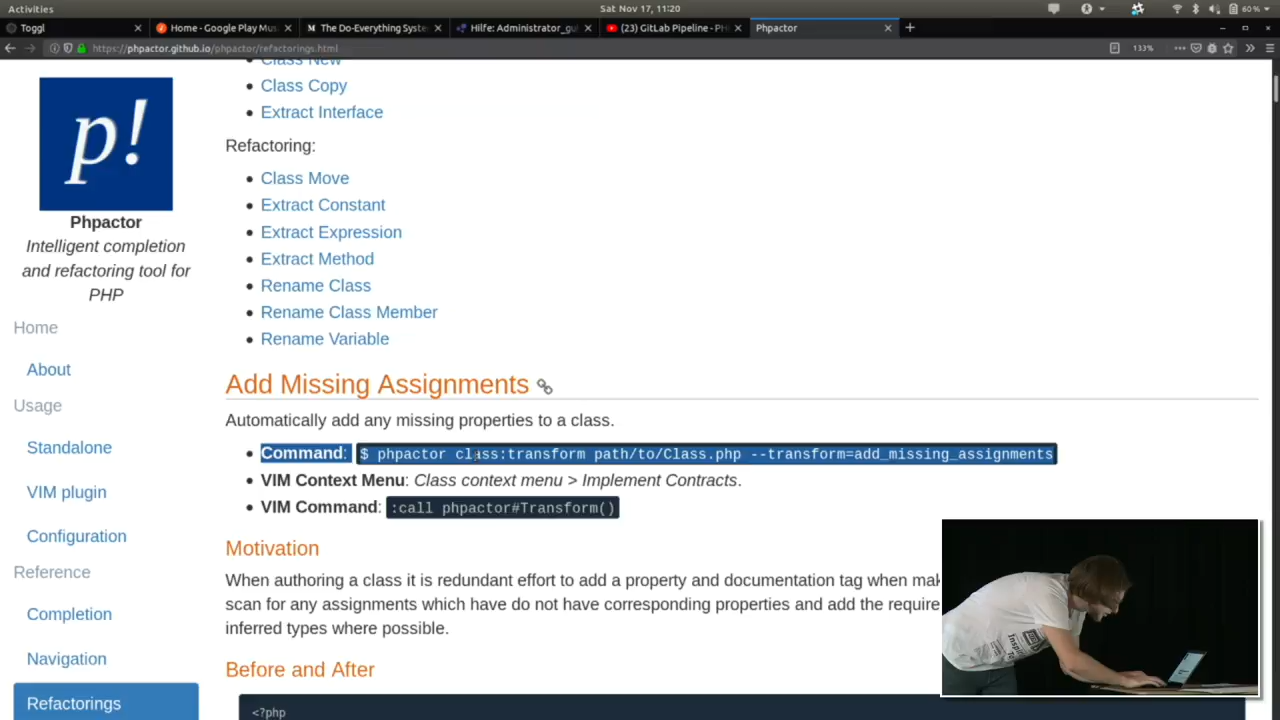 Activities
Sat Nov 17, 11:20
60 %
Toggl
Home - Google Play Mus
The Do-Everything Syste
Hilfe: Administrator_gu
(23) GitLab Pipeline - PH
Phpactor
https://phpactor.github.io/phpactor/refactorings.html
133%
p!
Phpactor
Intelligent completion
and refactoring tool for
PHP
Home
About
Usage
Standalone
VIM plugin
Configuration
Reference
Completion
Navigation
Refactorings
Class New
Class Copy
Extract Interface
Refactoring:
Class Move
Extract Constant
Extract Expression
Extract Method
Rename Class
Rename Class Member
Rename Variable
Add Missing Assignments
Automatically add any missing properties to a class.
Command: $ phpactor class:transform path/to/Class.php --transform=add_missing_assignments
VIM Context Menu: Class context menu > Implement Contracts.
VIM Command: :call phpactor#Transform()
Motivation
When authoring a class it is redundant effort to add a property and documentation tag when mak
scan for any assignments which have do not have corresponding properties and add the require
inferred types where possible.
Before and After
<?php